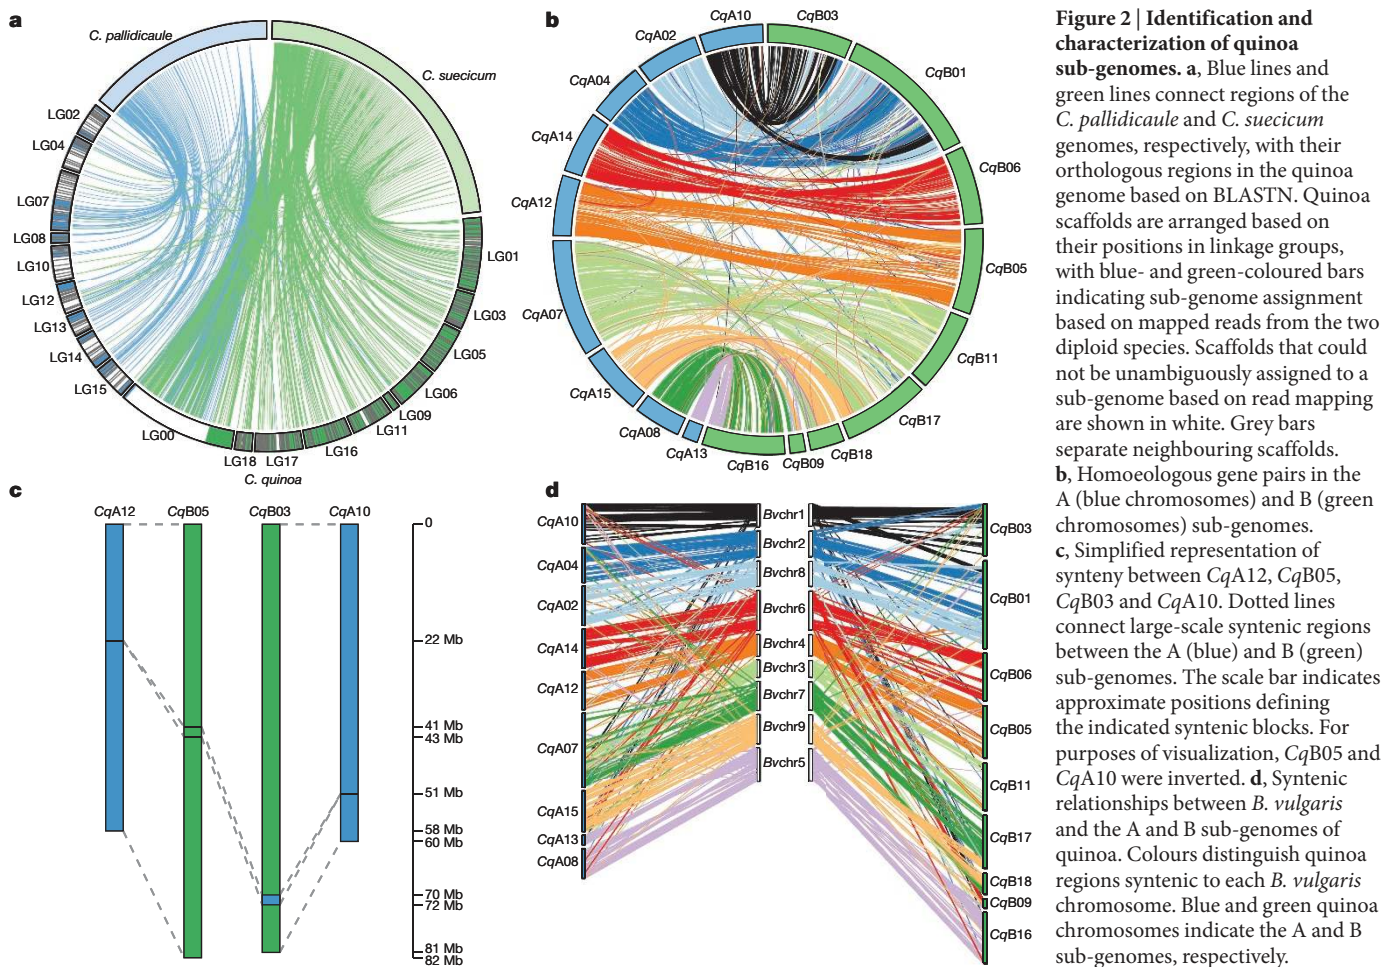 a
C. pallidicaule
C. suecicum
LG02
LG04
LG07
LG08
LG10
LG12
LG13
LG14
LG15
LG00
LG18
LG17
LG16
LG11
LG09
LG06
LG05
LG03
LG01
C. quinoa
b
CqA10
CqB03
CqA02
CqB01
CqA04
CqA14
CqB06
CqA12
CqB05
CqA07
CqB11
CqA15
CqB17
CqA08
CqB18
CqA13
CqB16
CqB09
c
CqA12
CqB05
CqB03
CqA10
0
22 Mb
41 Mb
43 Mb
51 Mb
58 Mb
60 Mb
70 Mb
72 Mb
81 Mb
82 Mb
d
CqA10
CqA04
CqA02
CqA14
CqA12
CqA07
CqA15
CqA13
CqA08
Bvchr1
Bvchr2
Bvchr8
Bvchr6
Bvchr4
Bvchr3
Bvchr7
Bvchr9
Bvchr5
CqB03
CqB01
CqB06
CqB05
CqB11
CqB17
CqB18
CqB09
CqB16
Figure 2 | Identification and
characterization of quinoa
sub-genomes. a, Blue lines and
green lines connect regions of the
C. pallidicaule and C. suecicum
genomes, respectively, with their
orthologous regions in the quinoa
genome based on BLASTN. Quinoa
scaffolds are arranged based on
their positions in linkage groups,
with blue- and green-coloured bars
indicating sub-genome assignment
based on mapped reads from the two
diploid species. Scaffolds that could
not be unambiguously assigned to a
sub-genome based on read mapping
are shown in white. Grey bars
separate neighbouring scaffolds.
b, Homoeologous gene pairs in the
A (blue chromosomes) and B (green
chromosomes) sub-genomes.
c, Simplified representation of
synteny between CqA12, CqB05,
CqB03 and CqA10. Dotted lines
connect large-scale syntenic regions
between the A (blue) and B (green)
sub-genomes. The scale bar indicates
approximate positions defining
the indicated syntenic blocks. For
purposes of visualization, CqB05 and
CqA10 were inverted. d, Syntenic
relationships between B. vulgaris
and the A and B sub-genomes of
quinoa. Colours distinguish quinoa
regions syntenic to each B. vulgaris
chromosome. Blue and green quinoa
chromosomes indicate the A and B
sub-genomes, respectively.